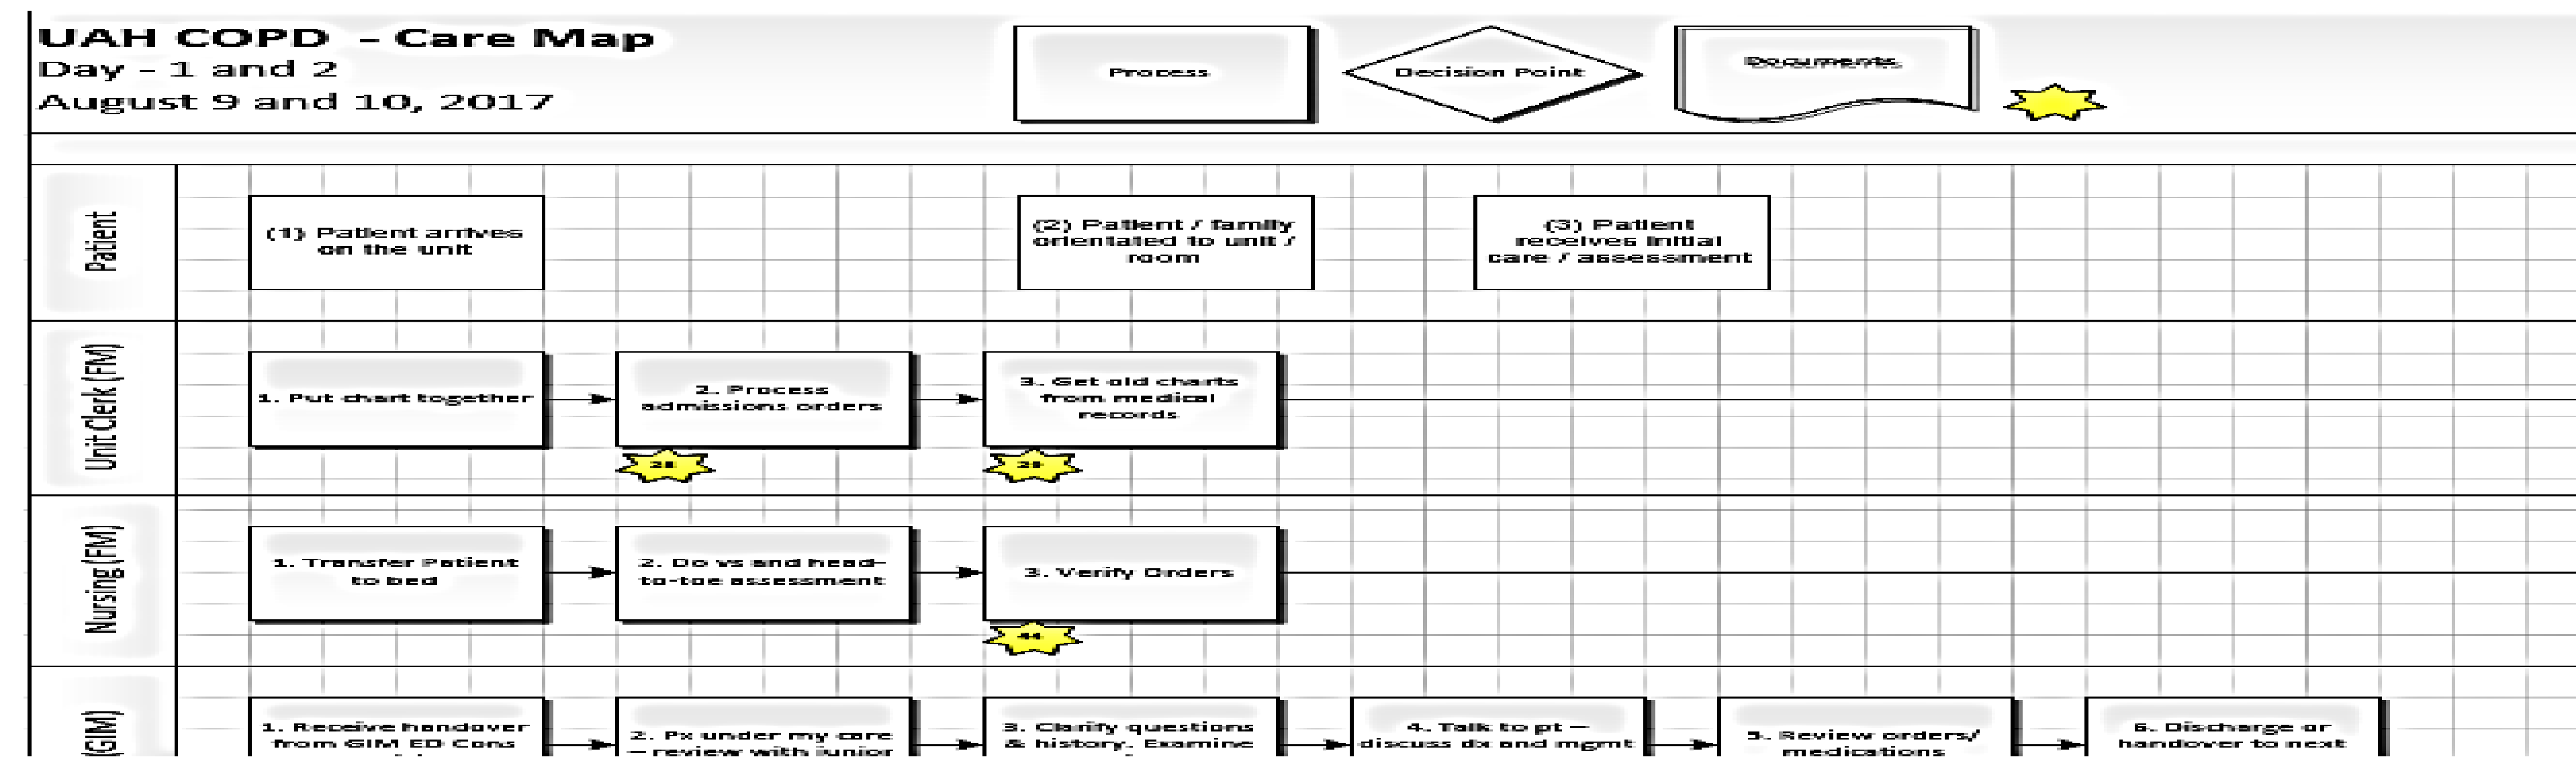 UAH COPD - Care Map
Day - 1 and 2
August 9 and 10, 2017
Process
Decision Point
Documents
Patient
(1) Patient arrives
on the unit
(2) Patient / family
orientated to unit /
room
(3) Patient
receives initial
care / assessment
Unit Clerk (FM)
1. Put chart together
2. Process
admissions orders
3. Get old charts
from medical
records
29
Nursing (FM)
1. Transfer Patient
to bed
2. Do vs and head-
to-toe assessment
3. Verify Orders
44
(GIM)
1. Receive handover
from GIM ED Cons
2. Px under my care
– review with junior
3. Clarify questions
& history. Examine
4. Talk to pt –
discuss dx and mgmt
5. Review orders/
medications
6. Discharge or
handover to next